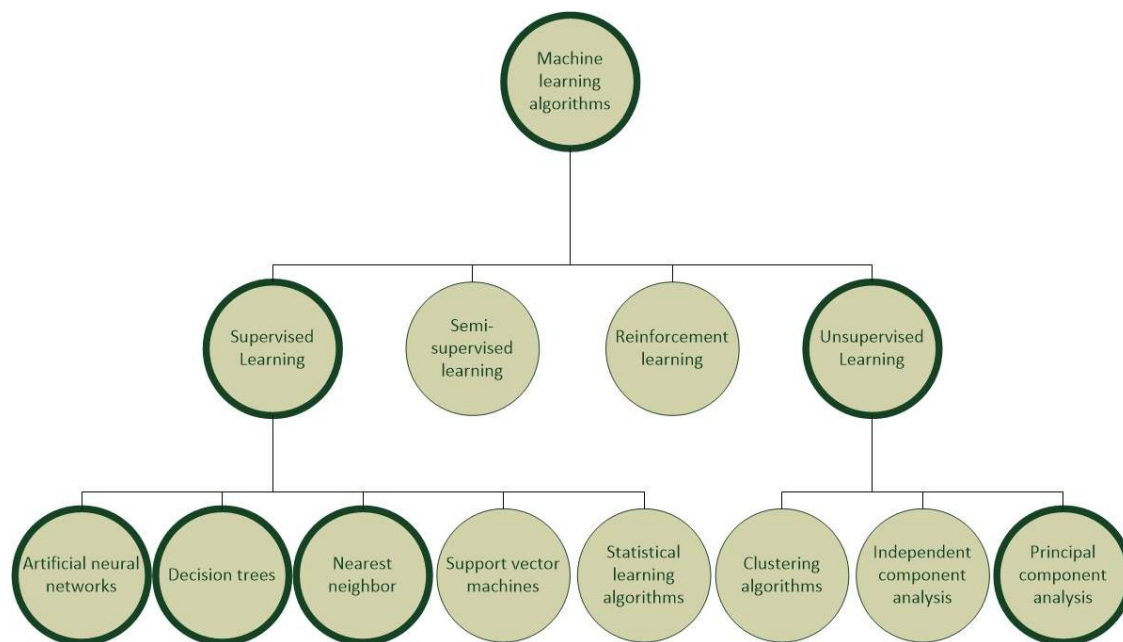 Machine
learning
algorithms
Supervised
Learning
Semi-
supervised
learning
Reinforcement
learning
Unsupervised
Learning
Artificial neural
networks
Decision trees
Nearest
neighbor
Support vector
machines
Statistical
learning
algorithms
Clustering
algorithms
Independent
component
analysis
Principal
component
analysis